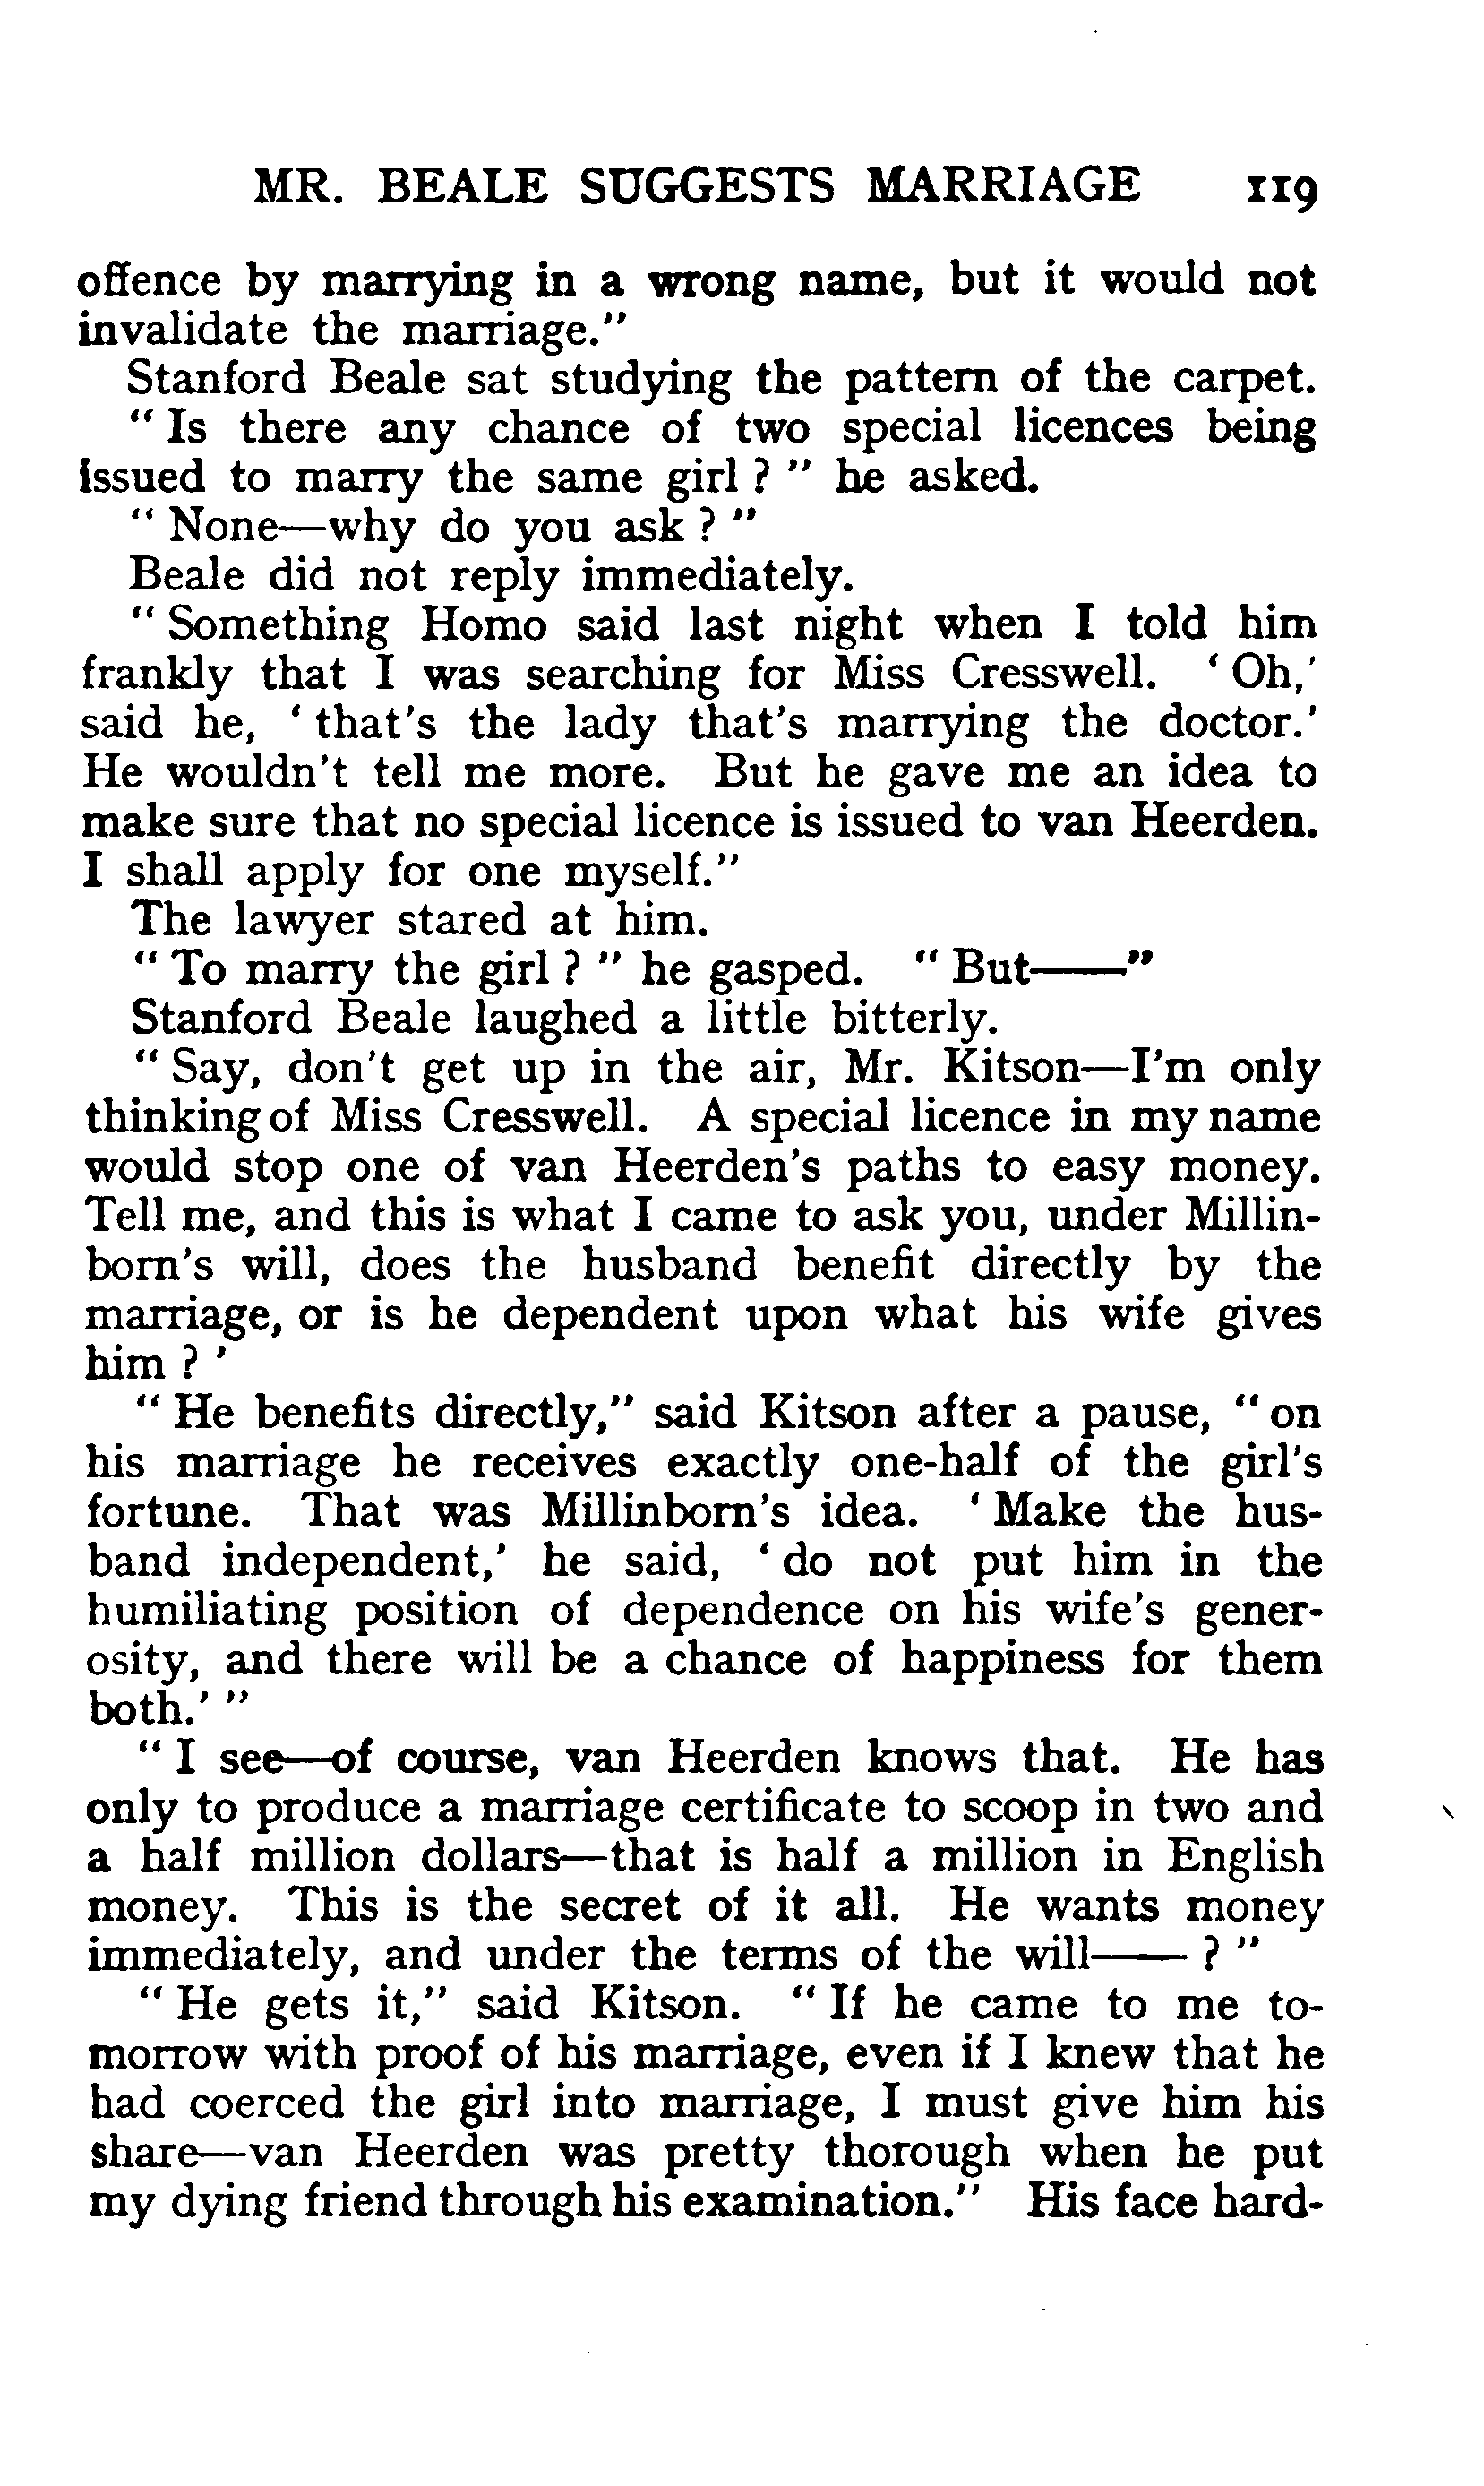 MR. BEALE SUGGESTS MARRIAGE 119
offence by marrying in a wrong name, but it would not
invalidate the marriage."
Stanford Beale sat studying the pattern of the carpet.
" Is there any chance of two special licences being
issued to marry the same girl ? " he asked.
" None—why do you ask ? "
Beale did not reply immediately.
" Something Homo said last night when I told him
frankly that I was searching for Miss Cresswell. ' Oh,'
said he, ' that's the lady that's marrying the doctor.'
He wouldn't tell me more. But he gave me an idea to
make sure that no special licence is issued to van Heerden.
I shall apply for one myself."
The lawyer stared at him.
" To marry the girl ? " he gasped. " But——"
Stanford Beale laughed a little bitterly.
" Say, don't get up in the air, Mr. Kitson—I'm only
thinking of Miss Cresswell. A special licence in my name
would stop one of van Heerden's paths to easy money.
Tell me, and this is what I came to ask you, under Millin-
born's will, does the husband benefit directly by the
marriage, or is he dependent upon what his wife gives
him ? '
" He benefits directly," said Kitson after a pause, " on
his marriage he receives exactly one-half of the girl's
fortune. That was Millinborn's idea. ' Make the hus-
band independent,' he said, ' do not put him in the
humiliating position of dependence on his wife's gener-
osity, and there will be a chance of happiness for them
both.' "
" I see—of course, van Heerden knows that. He has
only to produce a marriage certificate to scoop in two and
a half million dollars—that is half a million in English
money. This is the secret of it all. He wants money
immediately, and under the terms of the will—— ? "
" He gets it," said Kitson. " If he came to me to-
morrow with proof of his marriage, even if I knew that he
had coerced the girl into marriage, I must give him his
share—van Heerden was pretty thorough when he put
my dying friend through his examination." His face hard-